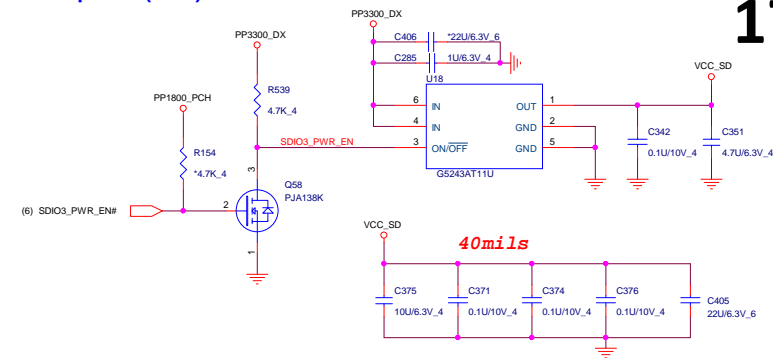 17
PP3300_DX
PP3300_DX
C406
*22U/6.3V_6
C285
1U/6.3V_4
VCC_SD
U18
R539
4.7K_4
PP1800_PCH
6
IN
OUT
1
4
IN
GND
2
SDIO3_PWR_EN
3
ON/OFF
GND
5
G5243AT11U
C342
0.1U/10V_4
C351
4.7U/6.3V_4
R154
*4.7K_4
3
Q58
PJA138K
(6) SDIO3_PWR_EN#
2
1
VCC_SD
40mils
C375
10U/6.3V_4
C371
0.1U/10V_4
C374
0.1U/10V_4
C376
0.1U/10V_4
C405
22U/6.3V_6